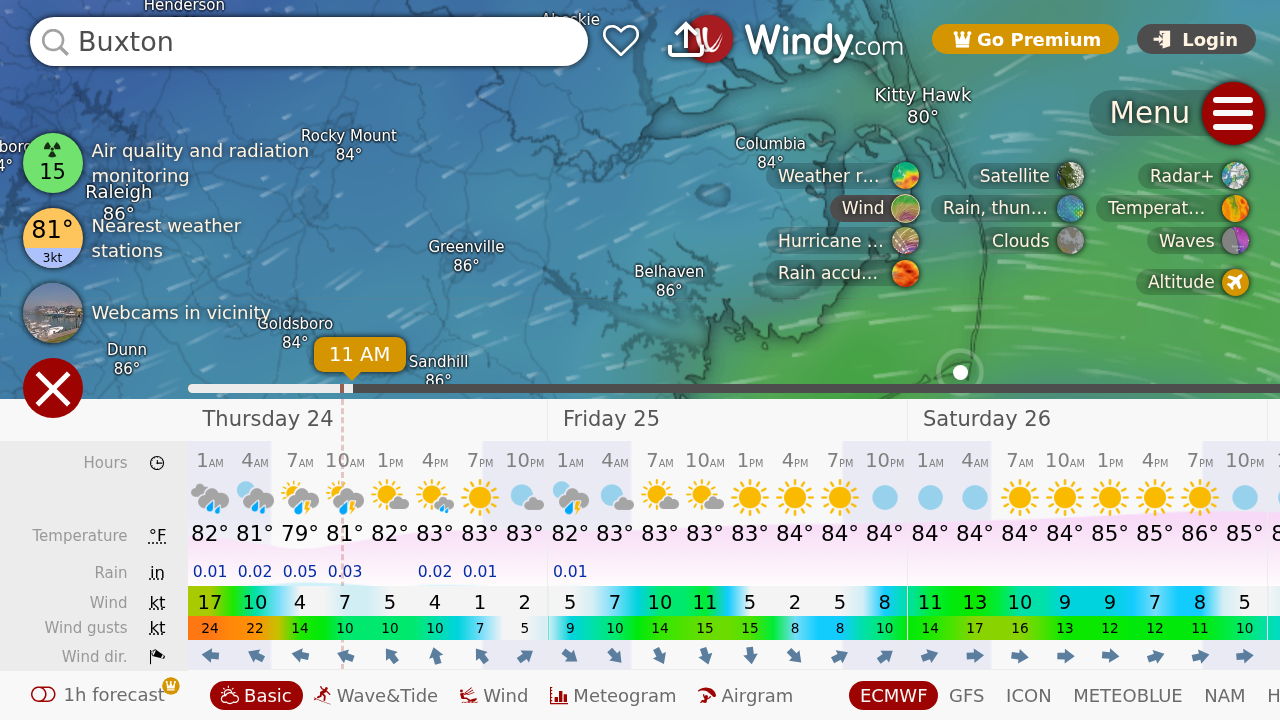 Henderson
Ahoskie
Buxton
Windy.com
Go Premium
Login
Kitty Hawk
80°
Menu
Rocky Mount
84°
Columbia
84°
15
Air quality and radiation
monitoring
Raleigh
86°
Weather r...
Satellite
Radar+
Wind
Rain, thun...
Temperat...
81°
3kt
Nearest weather
stations
Greenville
86°
Hurricane ...
Clouds
Waves
Belhaven
86°
Rain accu...
Altitude
Webcams in vicinity
Goldsboro
84°
Dunn
86°
11 AM
Sandhill
86°
Thursday 24 Friday 25 Saturday 26
Hours 1AM 4AM 7AM 10AM 1PM 4PM 7PM 10PM 1AM 4AM 7AM 10AM 1PM 4PM 7PM 10PM 1AM 4AM 7AM 10AM 1PM 4PM 7PM 10PM
Temperature °F 82° 81° 79° 81° 82° 83° 83° 83° 82° 83° 83° 83° 83° 84° 84° 84° 84° 84° 84° 84° 85° 85° 86° 85°
Rain in 0.01 0.02 0.05 0.03 0.02 0.01 0.01
Wind kt 17 10 4 7 5 4 1 2 5 7 10 11 5 2 5 8 11 13 10 9 9 7 8 5
Wind gusts kt 24 22 14 10 10 10 7 5 9 10 14 15 15 8 8 10 14 17 16 13 12 12 11 10
Wind dir.
1h forecast Basic Wave&Tide Wind Meteogram Airgram ECMWF GFS ICON METEOBLUE NAM